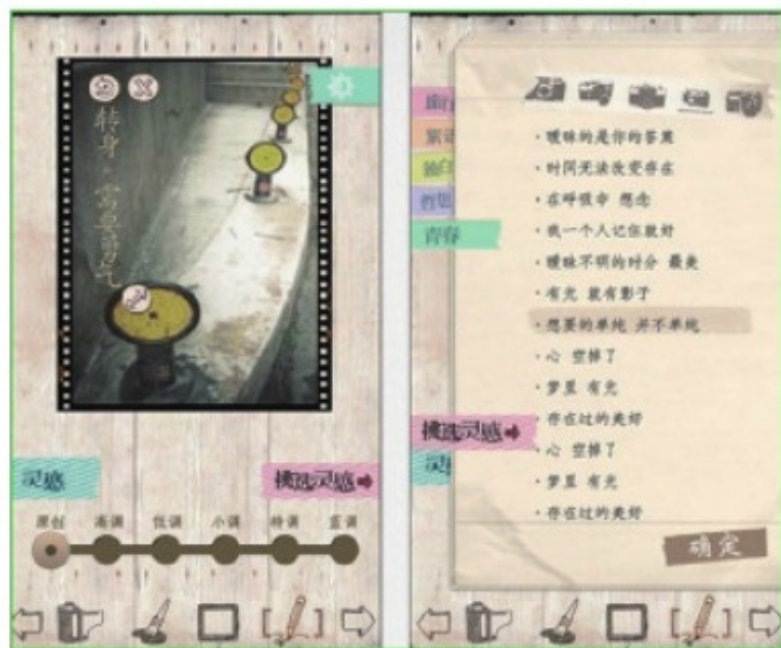 转身，需要勇气
灵感
挑选灵感
原创 高调 低调 小调 特调 蓝调
独白
哲思
青春
暧昧的是你的答案
时间无法改变存在
在呼吸中 想念
我一个人记住就好
暧昧不明的时分 最美
有光 就有影子
想要的单纯 并不单纯
心 空掉了
梦里 有光
存在过的美好
心 空掉了
梦里 有光
存在过的美好
挑选灵感
确定